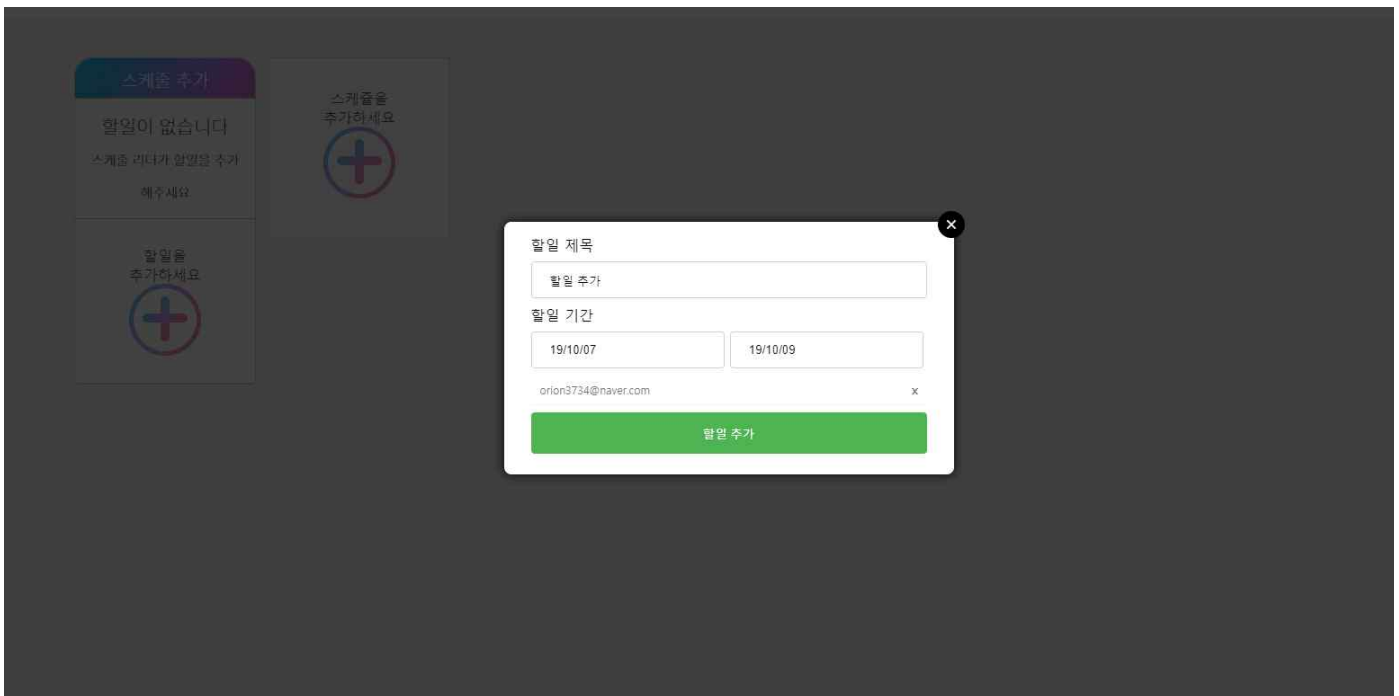 스케줄 추가
할일이 없습니다
스케줄 리더가 할일을 추가
해주세요
할일을
추가하세요
스케쥴을
추가하세요
할일 제목
할일 추가
할일 기간
19/10/07 19/10/09
orion3734@naver.com x
할일 추가